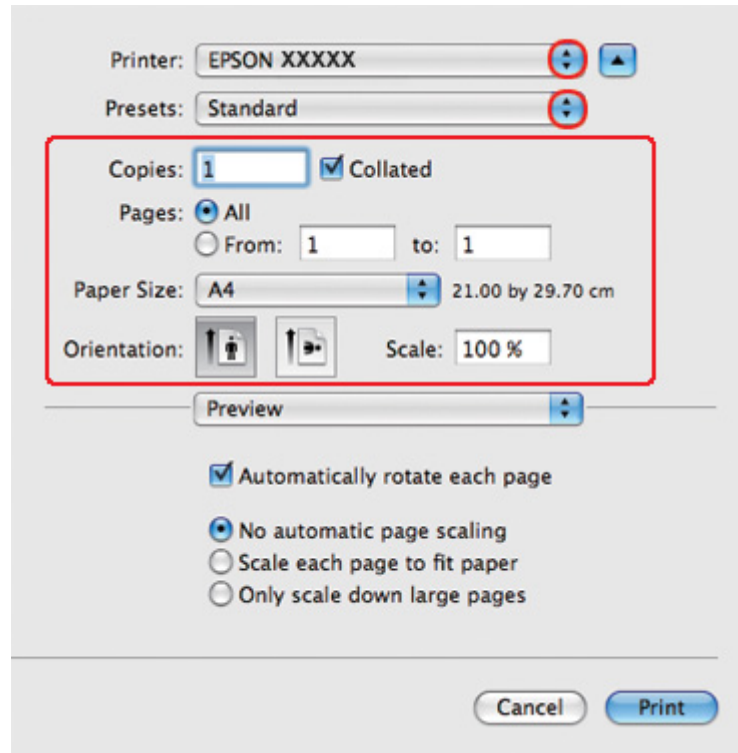 Printer: EPSON XXXXX
Presets: Standard
Copies: 1 Collated
Pages: All
From: 1 to: 1
Paper Size: A4 21.00 by 29.70 cm
Orientation: Scale: 100 %
Preview
Automatically rotate each page
No automatic page scaling
Scale each page to fit paper
Only scale down large pages
Cancel Print